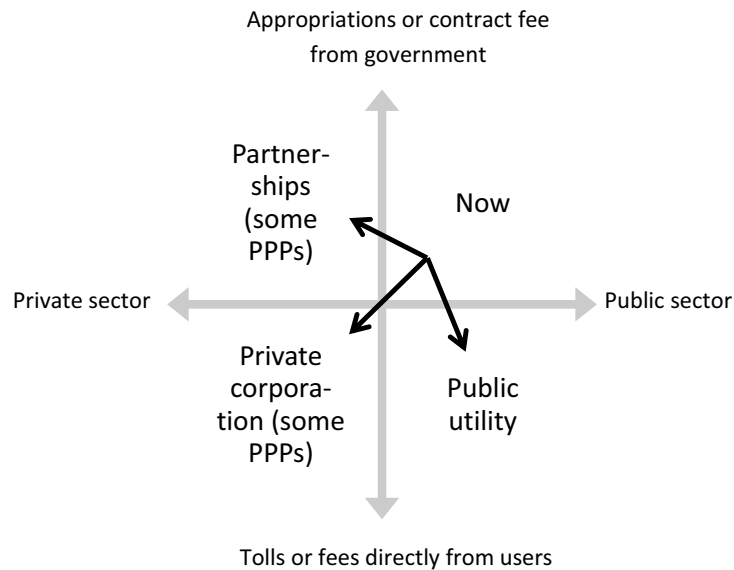 Appropriations or contract fee
from government
Partner-
ships
(some
PPPs)
Now
Private sector
Public sector
Private
corpora-
tion (some
PPPs)
Public
utility
Tolls or fees directly from users